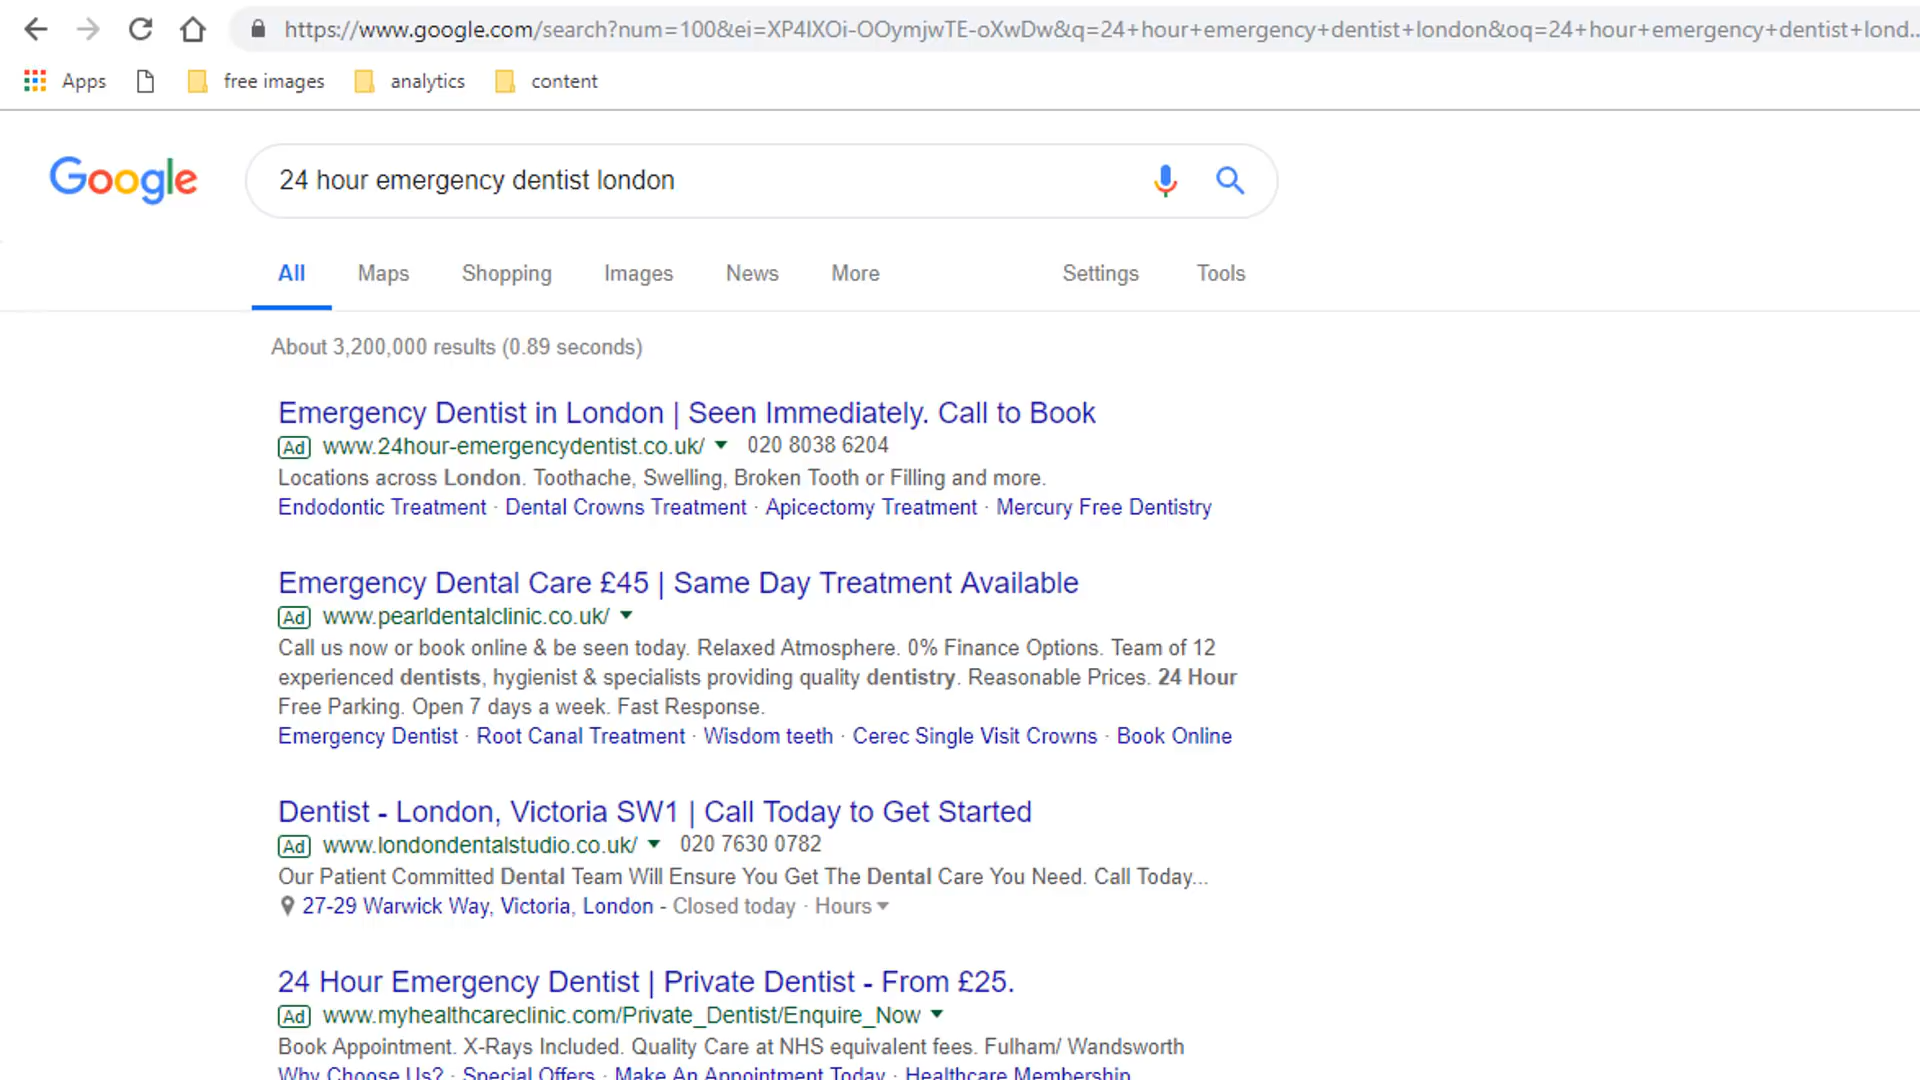 https://www.google.com/search?num=100&ei=XP4lXOi-OOymjwTE-oXwDw&q=24+hour+emergency+dentist+london&oq=24+hour+emergency+dentist+lond...
Apps free images analytics content
Google 24 hour emergency dentist london
All Maps Shopping Images News More Settings Tools
About 3,200,000 results (0.89 seconds)
Emergency Dentist in London | Seen Immediately. Call to Book
Ad www.24hour-emergencydentist.co.uk/ 020 8038 6204
Locations across London. Toothache, Swelling, Broken Tooth or Filling and more.
Endodontic Treatment · Dental Crowns Treatment · Apicectomy Treatment · Mercury Free Dentistry
Emergency Dental Care £45 | Same Day Treatment Available
Ad www.pearldentalclinic.co.uk/
Call us now or book online & be seen today. Relaxed Atmosphere. 0% Finance Options. Team of 12
experienced dentists, hygienist & specialists providing quality dentistry. Reasonable Prices. 24 Hour
Free Parking. Open 7 days a week. Fast Response.
Emergency Dentist · Root Canal Treatment · Wisdom teeth · Cerec Single Visit Crowns · Book Online
Dentist - London, Victoria SW1 | Call Today to Get Started
Ad www.londondentalstudio.co.uk/ 020 7630 0782
Our Patient Committed Dental Team Will Ensure You Get The Dental Care You Need. Call Today...
27-29 Warwick Way, Victoria, London - Closed today · Hours
24 Hour Emergency Dentist | Private Dentist - From £25.
Ad www.myhealthcareclinic.com/Private_Dentist/Enquire_Now
Book Appointment. X-Rays Included. Quality Care at NHS equivalent fees. Fulham/ Wandsworth
Why Choose Us? · Special Offers · Make An Appointment Today · Healthcare Membership